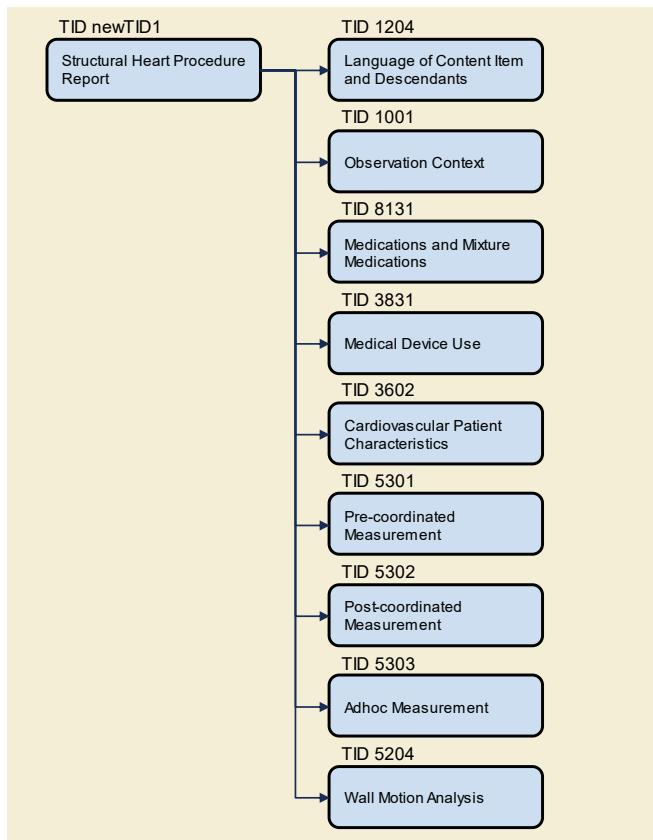 TID newTID1
Structural Heart Procedure
Report
TID 1204
Language of Content Item
and Descendants
TID 1001
Observation Context
TID 8131
Medications and Mixture
Medications
TID 3831
Medical Device Use
TID 3602
Cardiovascular Patient
Characteristics
TID 5301
Pre-coordinated
Measurement
TID 5302
Post-coordinated
Measurement
TID 5303
Adhoc Measurement
TID 5204
Wall Motion Analysis